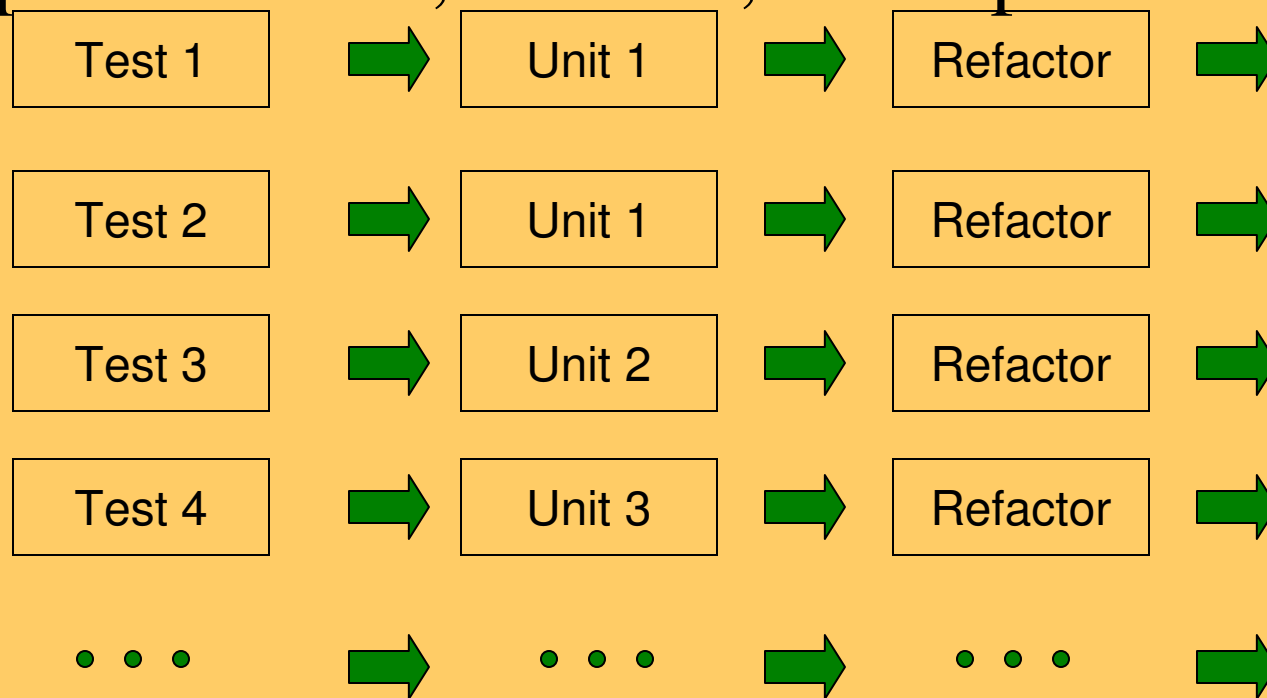 Test 1 Unit 1 Refactor
Test 2 Unit 1 Refactor
Test 3 Unit 2 Refactor
Test 4 Unit 3 Refactor